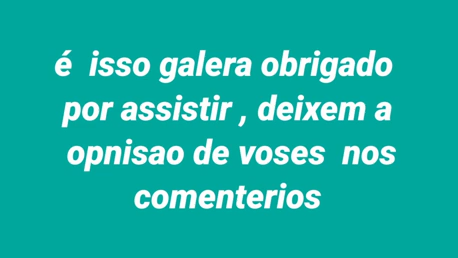 é  isso galera obrigado
por assistir , deixem a
opnisao de voses  nos
comenterios